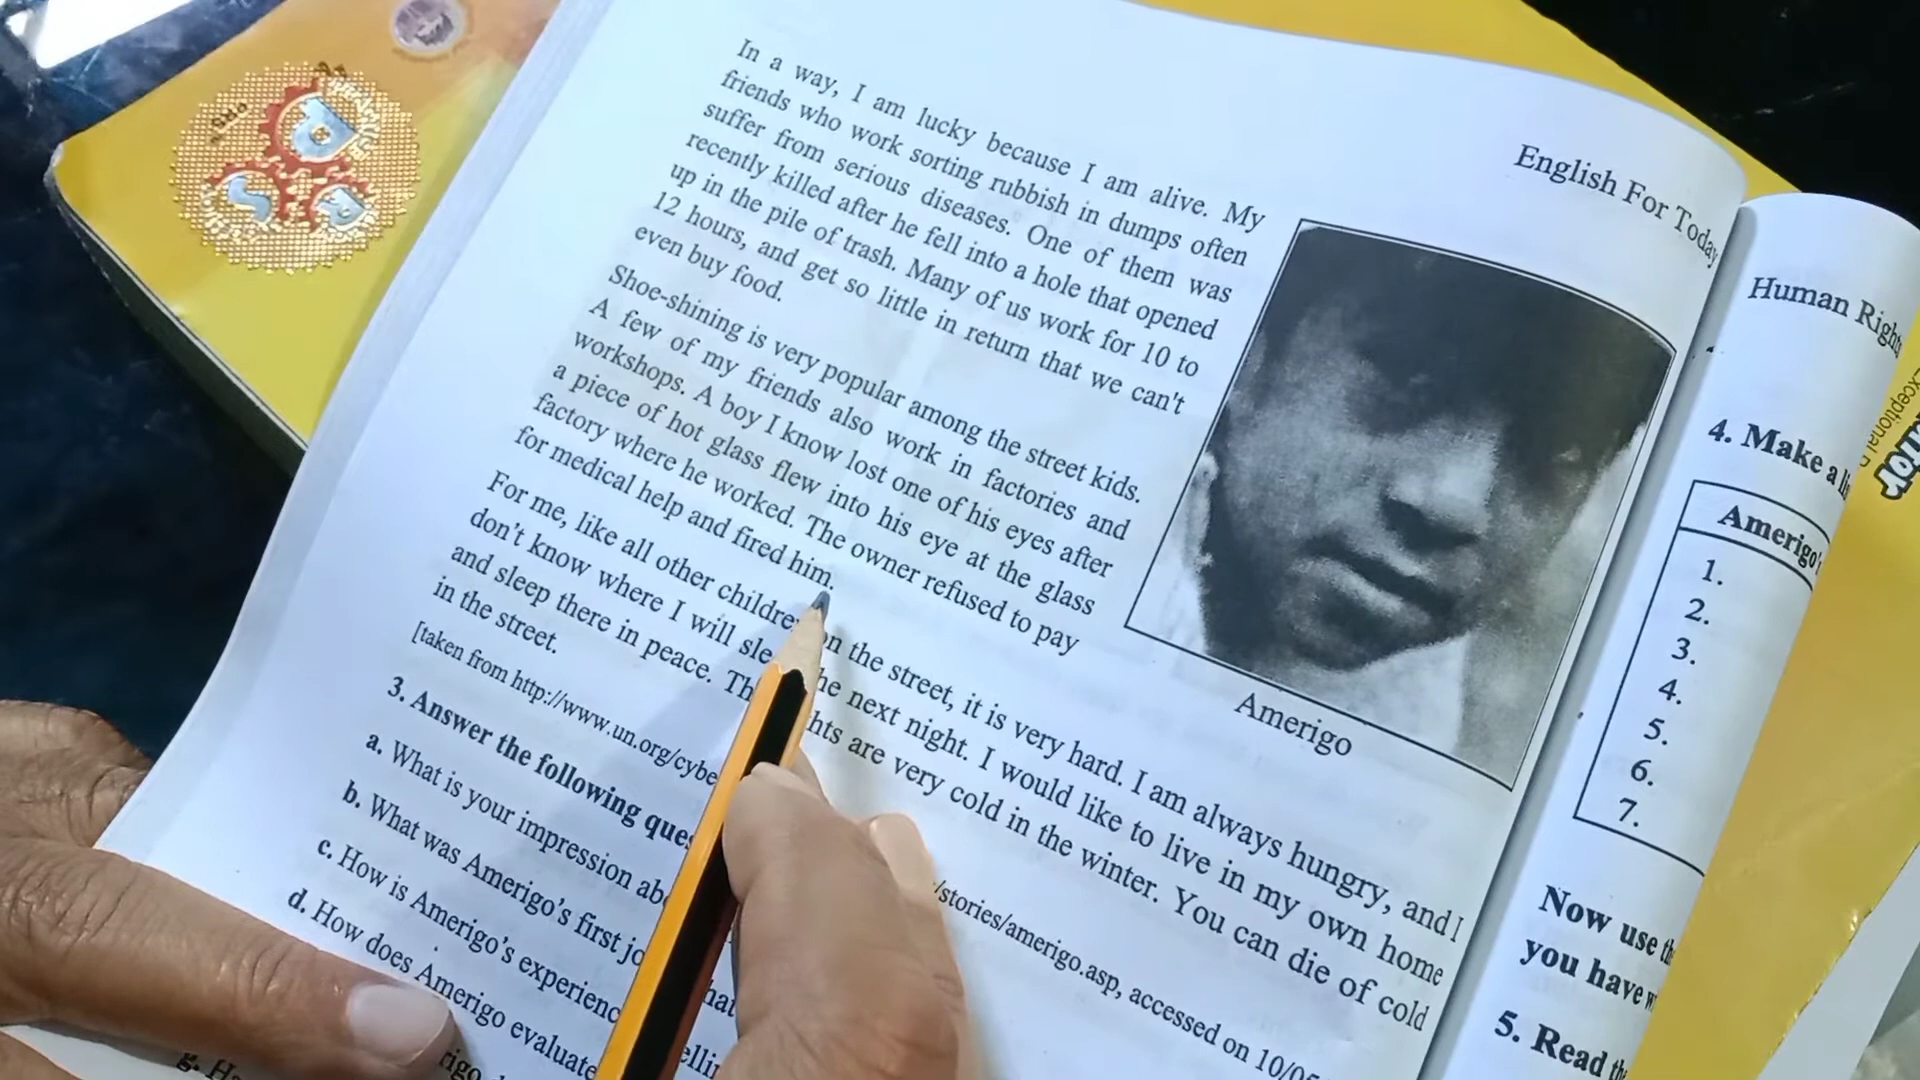 English For Today
In a way, I am lucky because I am alive. My
friends who work sorting rubbish in dumps often
suffer from serious diseases. One of them was
recently killed after he fell into a hole that opened
up in the pile of trash. Many of us work for 10 to
12 hours, and get so little in return that we can't
even buy food.
Shoe-shining is very popular among the street kids.
A few of my friends also work in factories and
workshops. A boy I know lost one of his eyes after
a piece of hot glass flew into his eye at the glass
factory where he worked. The owner refused to pay
for medical help and fired him.
Amerigo
For me, like all other children on the street, it is very hard. I am always hungry, and I
don't know where I will sleep the next night. I would like to live in my own home
and sleep there in peace. The nights are very cold in the winter. You can die of cold
in the street.
[taken from http://www.un.org/cybe /stories/amerigo.asp, accessed on 10/05
3. Answer the following ques
a. What is your impression abo
b. What was Amerigo's first jo
c. How is Amerigo's experienc hat
d. How does Amerigo evaluate ellin
g. Ha rigo
Human Rights
4. Make a li
Amerigo's
1.
2.
3.
4.
5.
6.
7.
Now use th
you have w
5. Read th